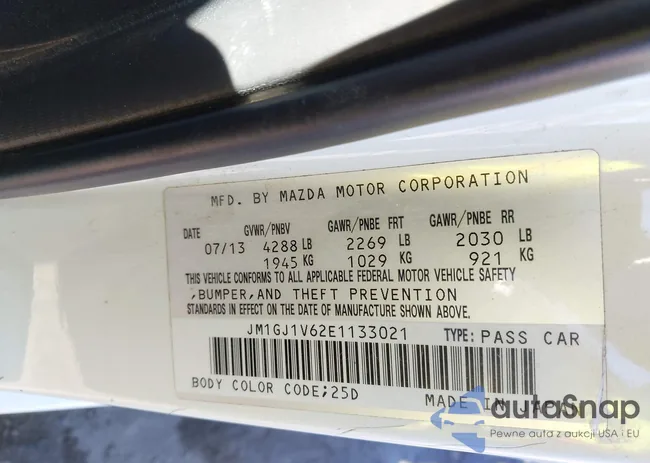 MFD. BY MAZDA MOTOR CORPORATION
DATE GVWR/PNBV GAWR/PNBE FRT GAWR/PNBE RR
07/13 4288 LB 2269 LB 2030 LB
1945 KG 1029 KG 921 KG
THIS VEHICLE CONFORMS TO ALL APPLICABLE FEDERAL MOTOR VEHICLE SAFETY
,BUMPER,AND THEFT PREVENTION
STANDARDS IN EFFECT ON THE DATE OF MANUFACTURE SHOWN ABOVE.
JM1GJ1V62E1133021 TYPE: PASS CAR
BODY COLOR CODE;25D MADE IN
autaSnap
Pewne auta z aukcji USA i EU